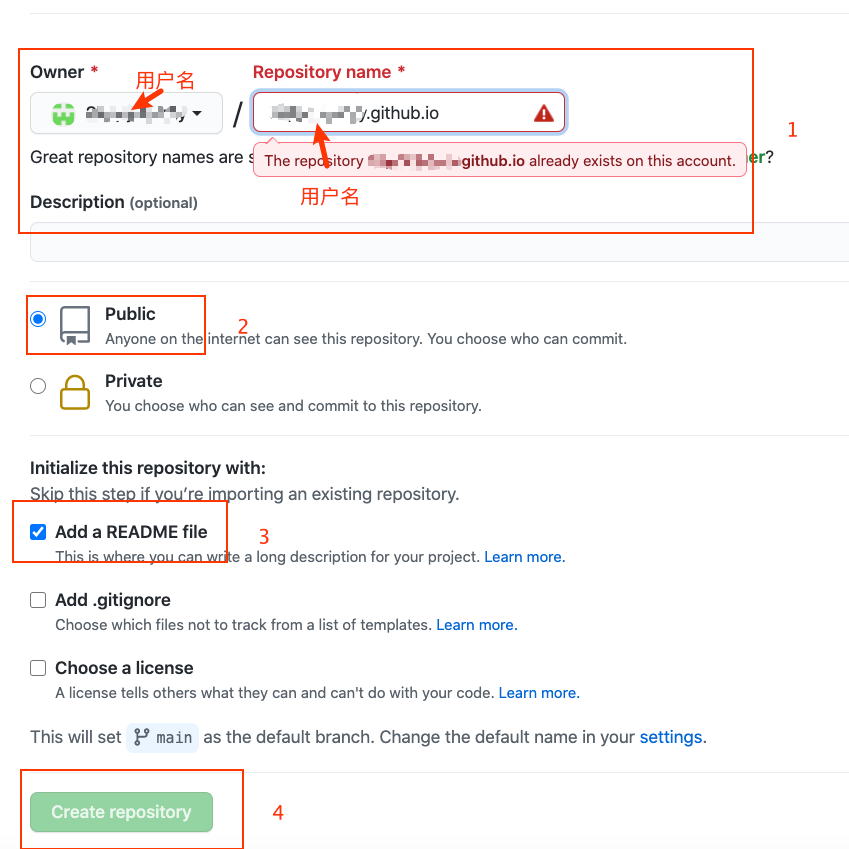 Owner *
用户名
Repository name *
/
.github.io
1
Great repository names are
The repository github.io already exists on this account.
?
用户名
Description (optional)
Public
2
Anyone on the internet can see this repository. You choose who can commit.
Private
You choose who can see and commit to this repository.
Initialize this repository with:
Skip this step if you're importing an existing repository.
Add a README file
3
This is where you can write a long description for your project. Learn more.
Add .gitignore
Choose which files not to track from a list of templates. Learn more.
Choose a license
A license tells others what they can and can't do with your code. Learn more.
This will set main as the default branch. Change the default name in your settings.
Create repository
4